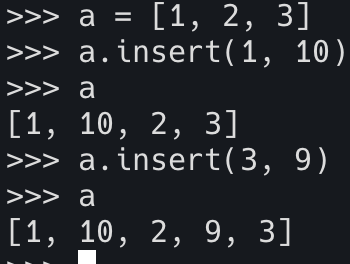 >>> a = [1, 2, 3]
>>> a.insert(1, 10)
>>> a
[1, 10, 2, 3]
>>> a.insert(3, 9)
>>> a
[1, 10, 2, 9, 3]
>>>